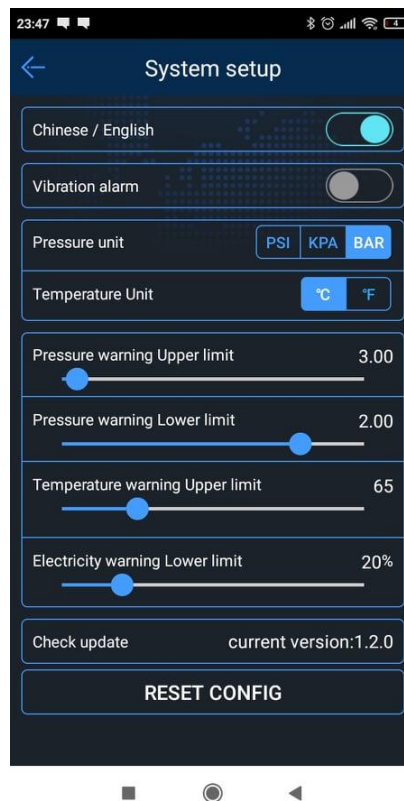 23:47
4
System setup
Chinese / English
Vibration alarm
Pressure unit PSI KPA BAR
Temperature Unit ℃ ℉
Pressure warning Upper limit 3.00
Pressure warning Lower limit 2.00
Temperature warning Upper limit 65
Electricity warning Lower limit 20%
Check update current version:1.2.0
RESET CONFIG